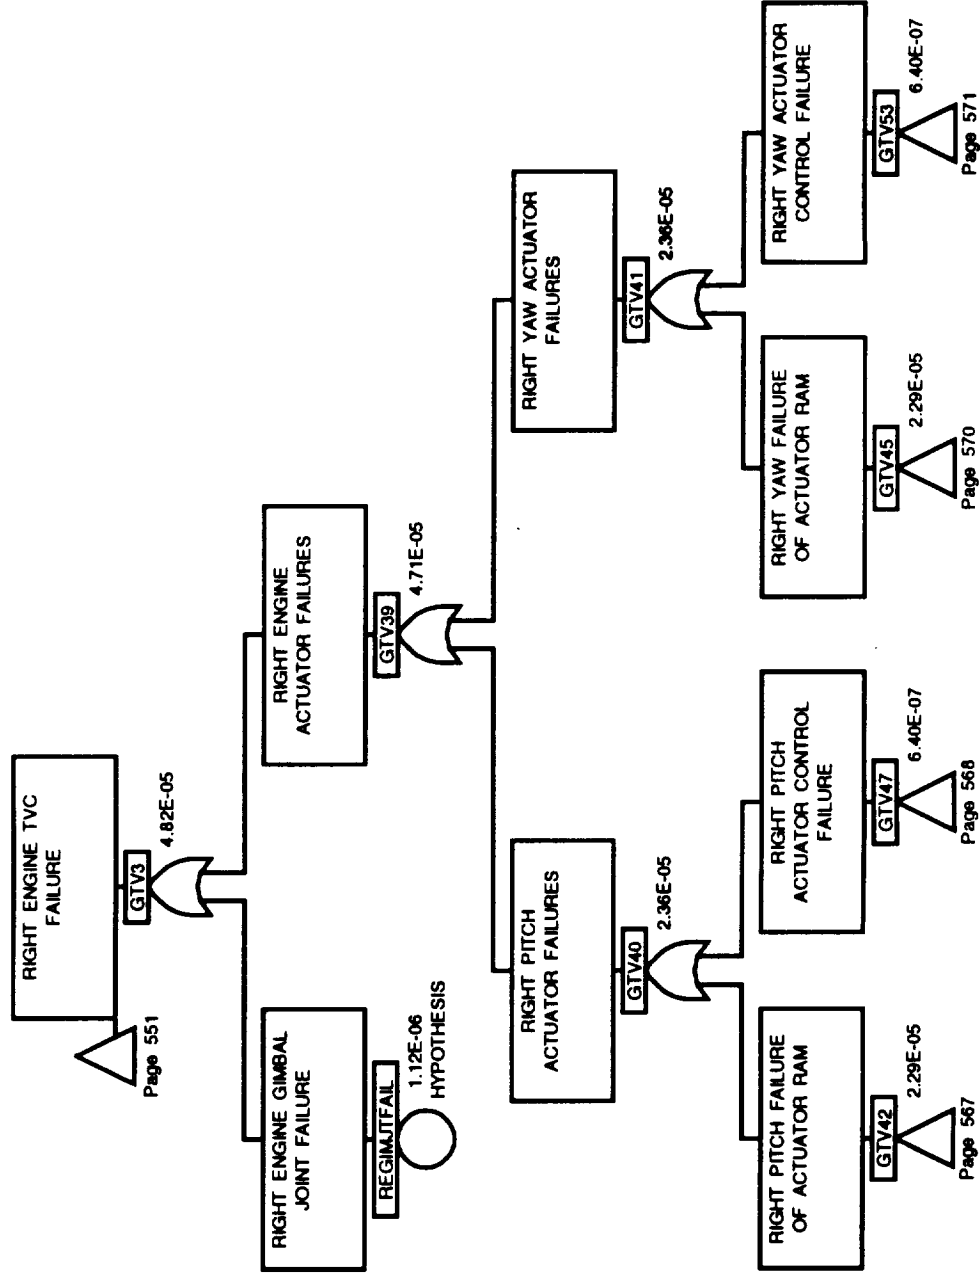 RIGHT ENGINE TVC
FAILURE
Page 551
GTV3
4.82E-05
RIGHT ENGINE GIMBAL
JOINT FAILURE
REGIMJTFAIL
1.12E-06
HYPOTHESIS
RIGHT ENGINE
ACTUATOR FAILURES
GTV39
4.71E-05
RIGHT PITCH
ACTUATOR FAILURES
GTV40
2.36E-05
RIGHT YAW ACTUATOR
FAILURES
GTV41
2.36E-05
RIGHT PITCH FAILURE
OF ACTUATOR RAM
GTV42
2.29E-05
Page 567
RIGHT PITCH
ACTUATOR CONTROL
FAILURE
GTV47
6.40E-07
Page 568
RIGHT YAW FAILURE
OF ACTUATOR RAM
GTV45
2.29E-05
Page 570
RIGHT YAW ACTUATOR
CONTROL FAILURE
GTV53
6.40E-07
Page 571